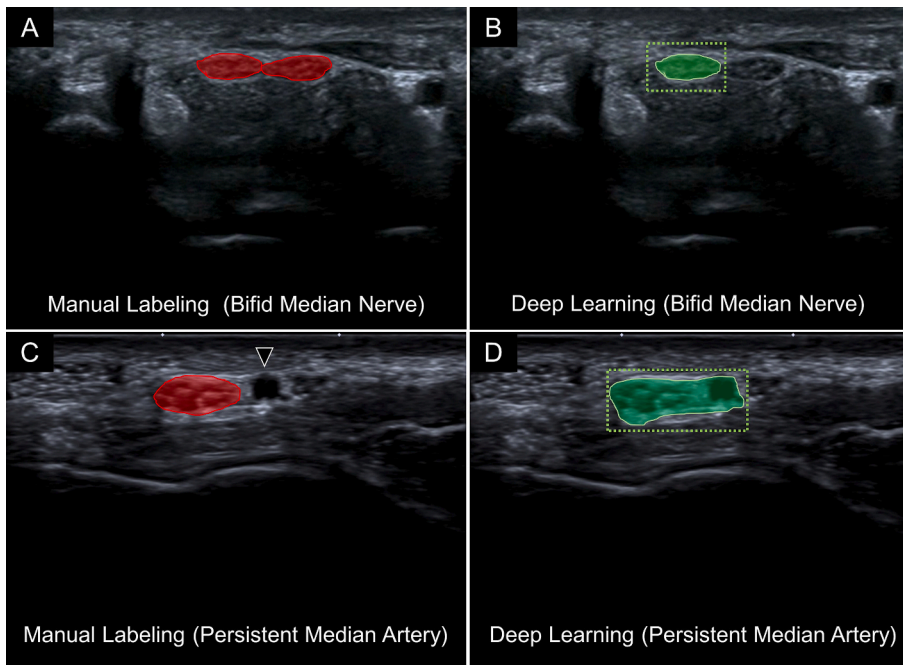 A
B
Manual Labeling (Bifid Median Nerve)
Deep Learning (Bifid Median Nerve)
C
D
Manual Labeling (Persistent Median Artery)
Deep Learning (Persistent Median Artery)